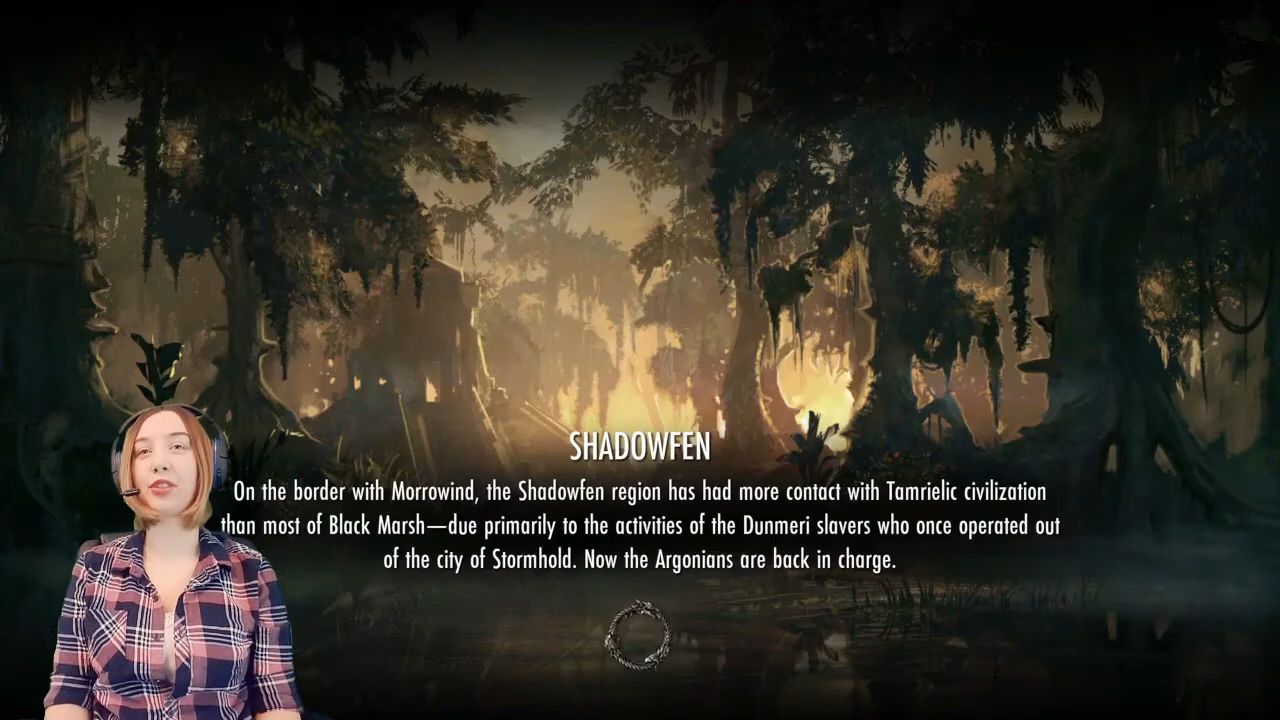 SHADOWFEN
On the border with Morrowind, the Shadowfen region has had more contact with Tamrielic civilization
than most of Black Marsh—due primarily to the activities of the Dunmeri slavers who once operated out
of the city of Stormhold. Now the Argonians are back in charge.